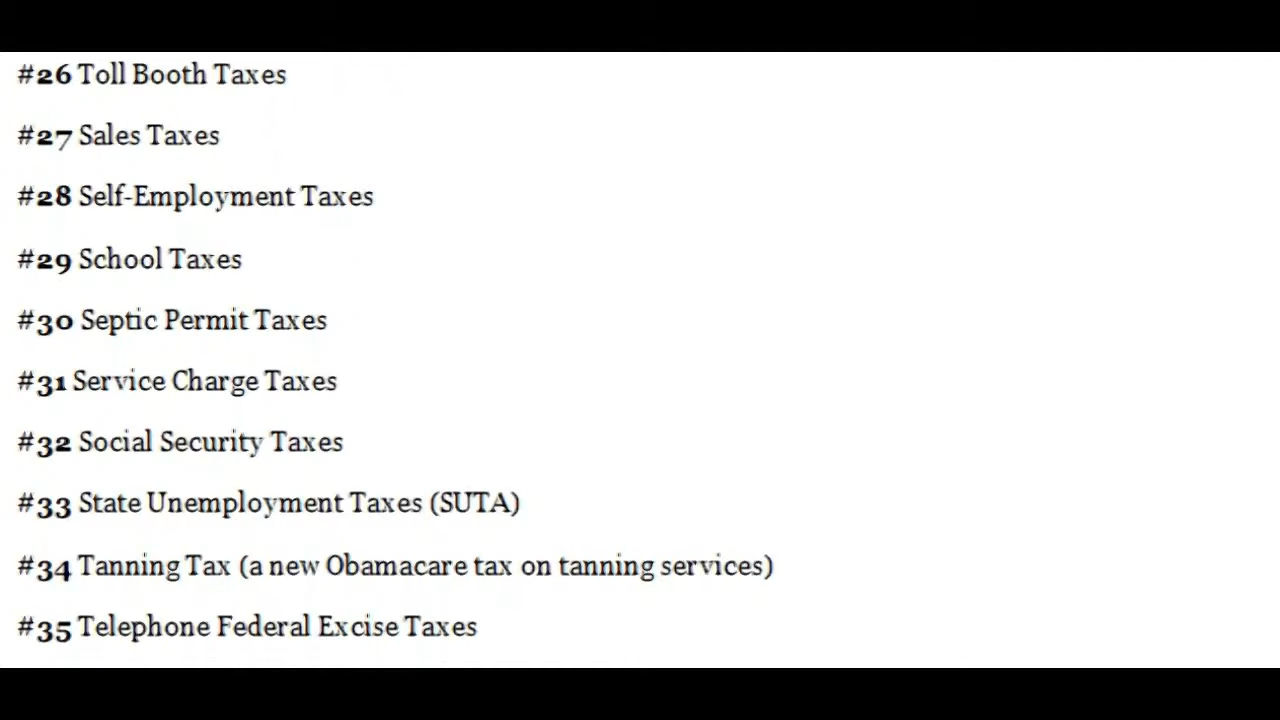 #26 Toll Booth Taxes
#27 Sales Taxes
#28 Self-Employment Taxes
#29 School Taxes
#30 Septic Permit Taxes
#31 Service Charge Taxes
#32 Social Security Taxes
#33 State Unemployment Taxes (SUTA)
#34 Tanning Tax (a new Obamacare tax on tanning services)
#35 Telephone Federal Excise Taxes